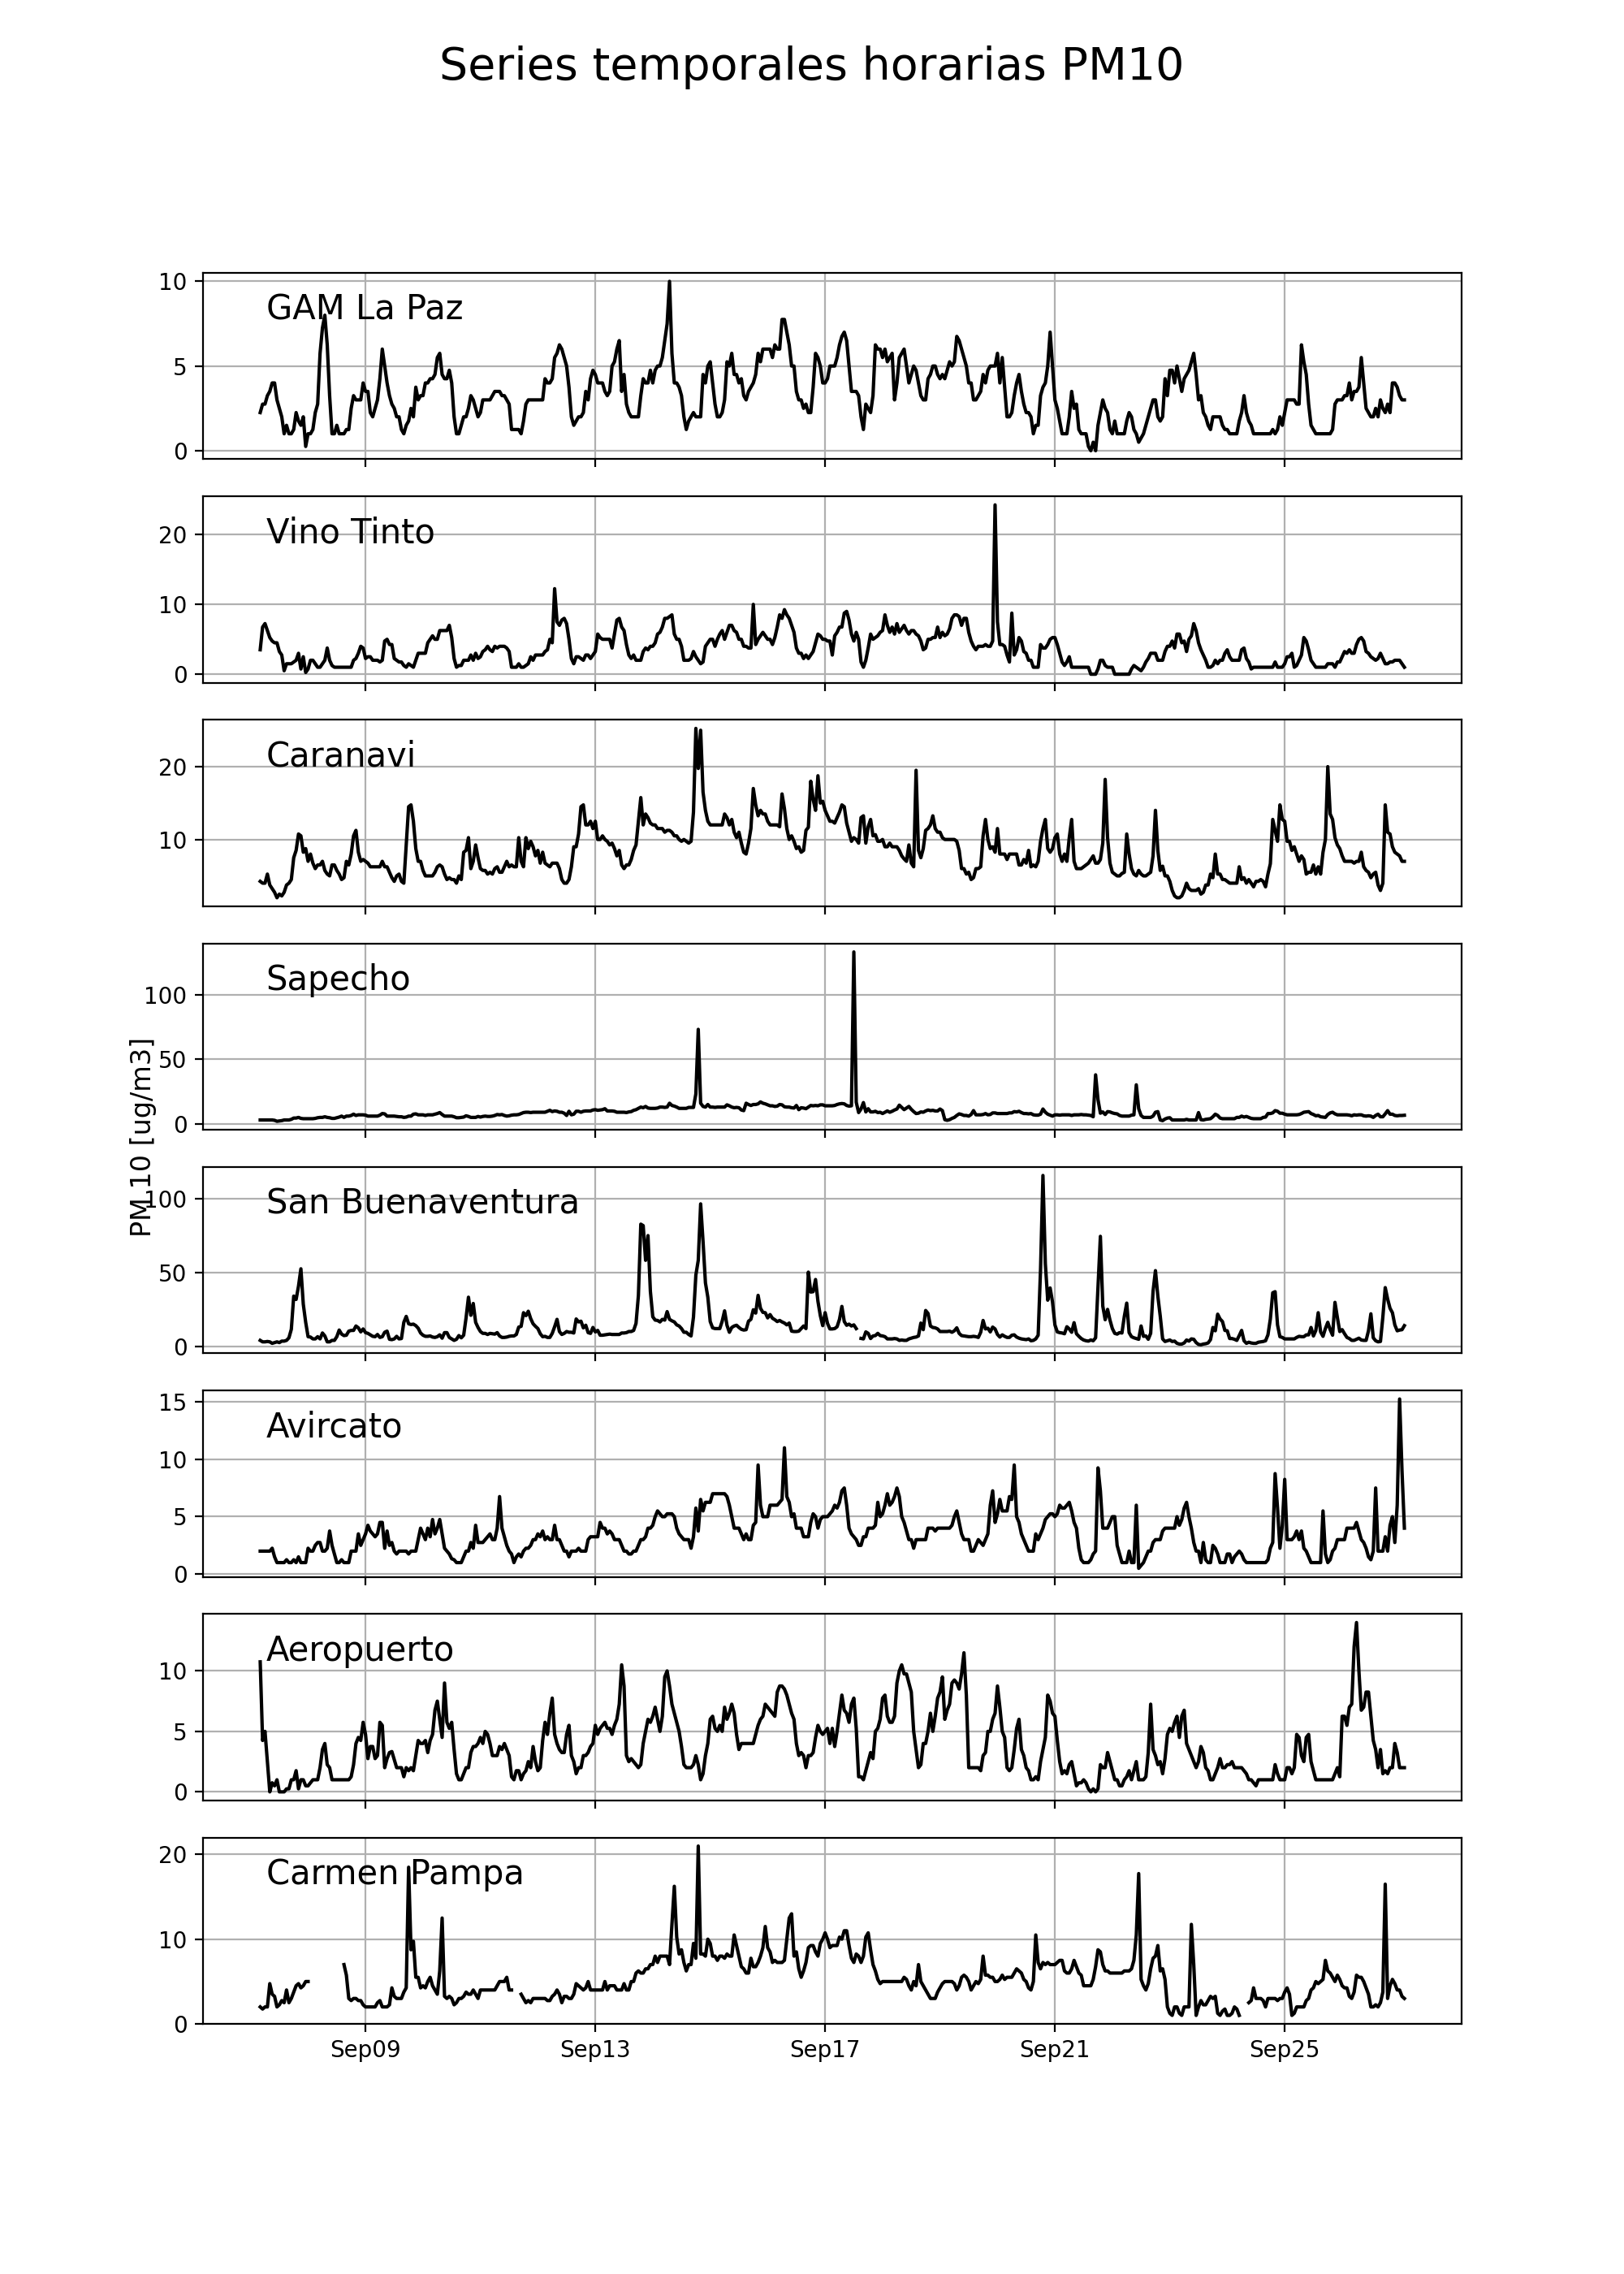 Series temporales horarias PM10
GAM La Paz
10
5
0
Vino Tinto
20
10
0
Caranavi
20
10
Sapecho
100
50
0
PM 10 [ug/m3]
San Buenaventura
100
50
0
Avircato
15
10
5
0
Aeropuerto
10
5
0
Carmen Pampa
20
10
0
Sep09 Sep13 Sep17 Sep21 Sep25